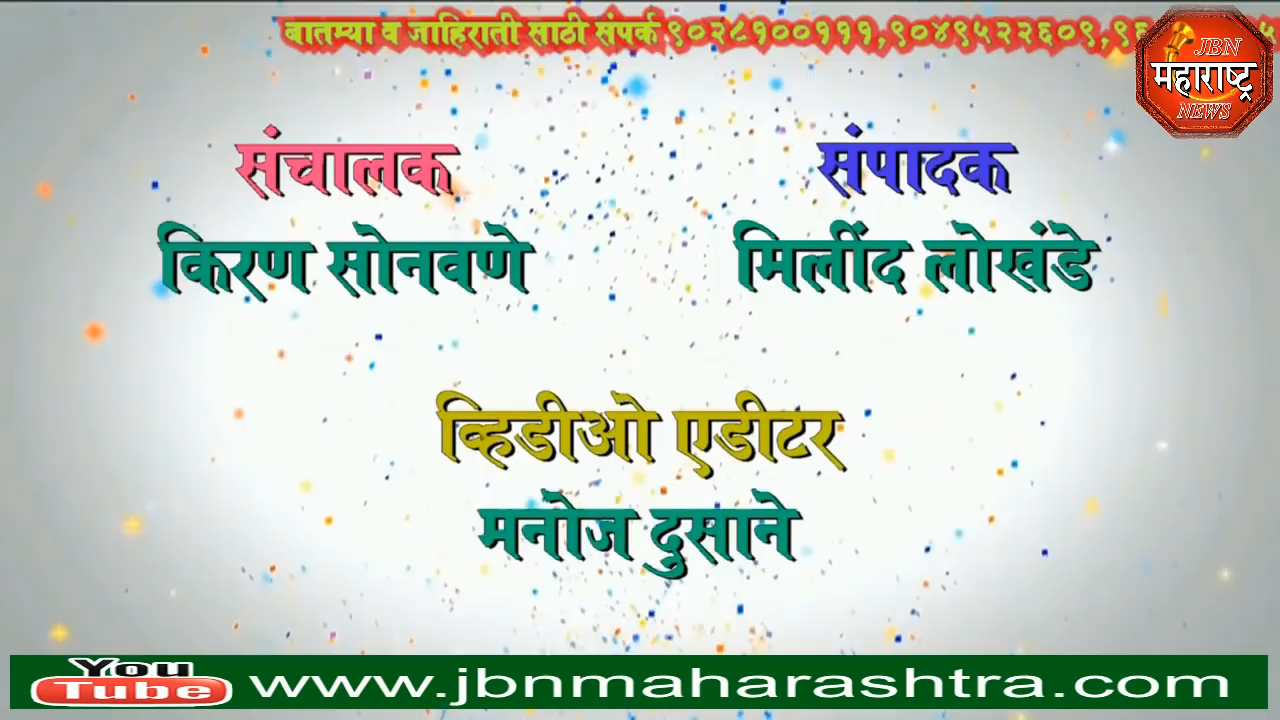 बातम्या व जाहिराती साठी संपर्क ९०२८१००१११,९०४९५२२६०९,९६
JBN
महाराष्ट्र
NEWS
संचालक
किरण सोनवणे
संपादक
मिलींद लोखंडे
व्हिडीओ एडीटर
मनोज दुसाने
You
Tube
www.jbnmaharashtra.com